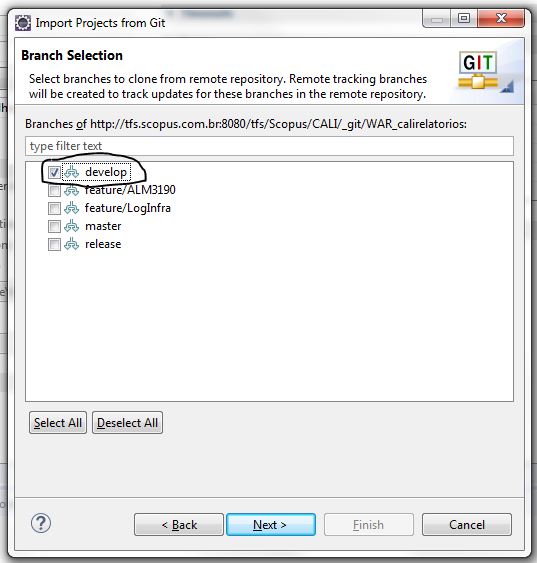 Import Projects from Git
Branch Selection
Select branches to clone from remote repository. Remote tracking branches
will be created to track updates for these branches in the remote repository.
GIT
Branches of http://tfs.scopus.com.br:8080/tfs/Scopus/CALI/_git/WAR_calirelatorios:
type filter text
develop
feature/ALM3190
feature/LogInfra
master
release
Select All
Deselect All
?
< Back
Next >
Finish
Cancel